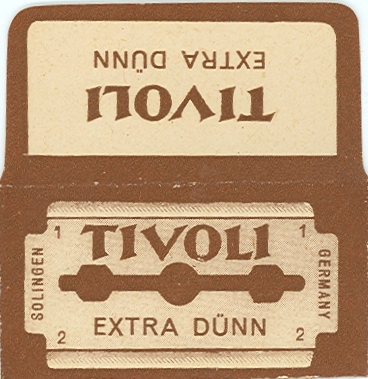 EXTRA DÜNN
TIVOLI
1 TIVOLI 1
SOLINGEN
GERMANY
2 EXTRA DÜNN 2